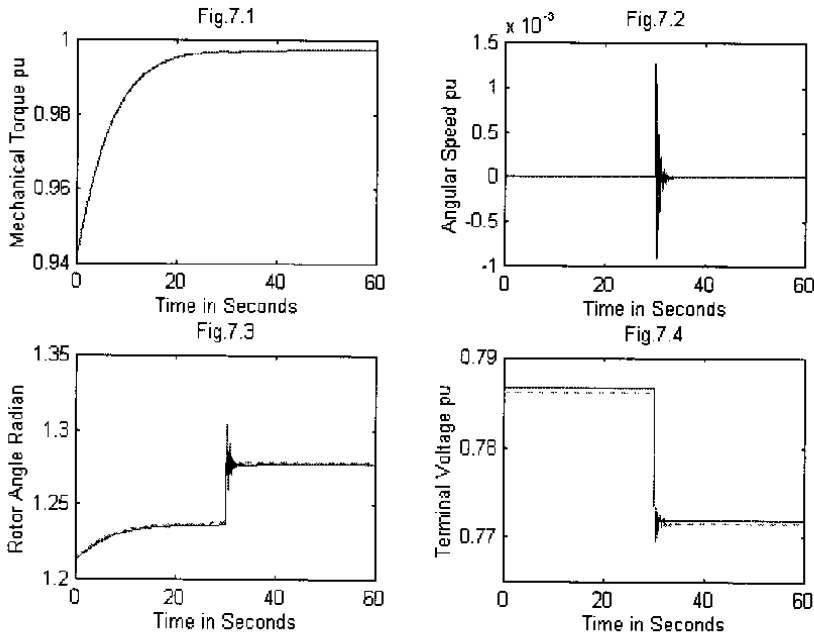 Fig.7.1
Mechanical Torque pu
1
0.98
0.96
0.94
0
20
40
60
Time in Seconds
Fig.7.2
x 10⁻³
Angular Speed pu
1.5
1
0.5
0
-0.5
-1
0
20
40
60
Time in Seconds
Fig.7.3
Rotor Angle Radian
1.35
1.3
1.25
1.2
0
20
40
60
Time in Seconds
Fig.7.4
Terminal Voltage pu
0.79
0.78
0.77
0
20
40
60
Time in Seconds